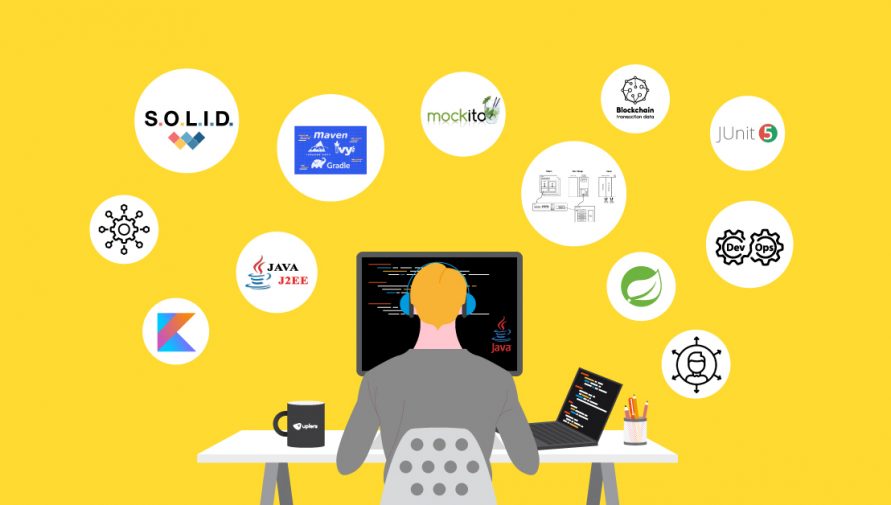 S.O.L.I.D.
maven
Ivy
Gradle
mockito
Blockchain
transaction data
JUnit 5
Dev Ops
JAVA
J2EE
Java
uplers